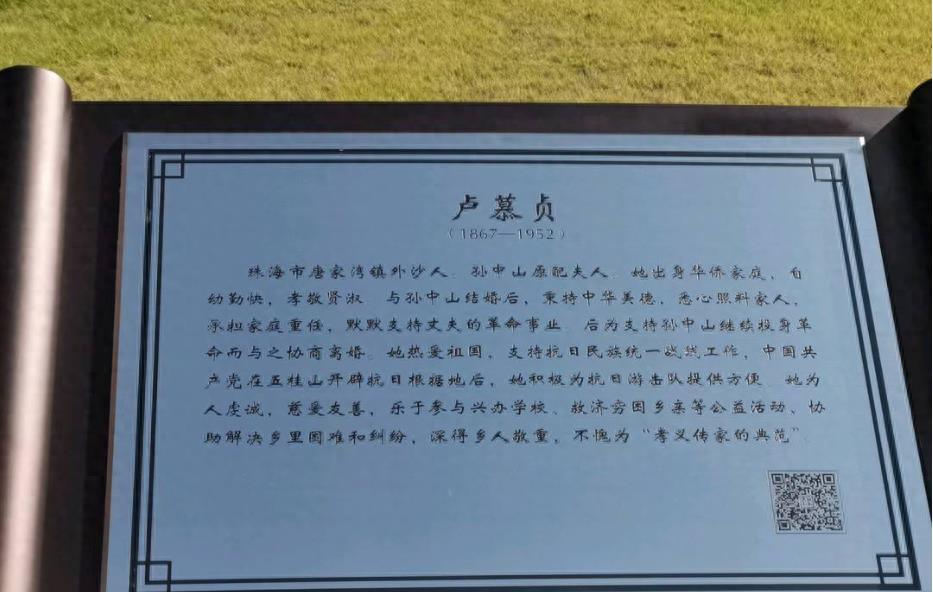 卢慕贞
（1867—1952）
珠海市唐家湾镇外沙人。孙中山原配夫人。她出身华侨家庭，自
幼勤快，孝敬贤淑。与孙中山结婚后，秉持中华美德，悉心照料家人，
承担家庭重任，默默支持丈夫的革命事业。后为支持孙中山继续投身革
命而与之协商离婚。她热爱祖国，支持抗日民族统一战线工作，中国共
产党在五桂山开辟抗日根据地后，她积极为抗日游击队提供方便。她为
人虔诚，慈爱友善，乐于参与兴办学校、救济穷困乡亲等公益活动、协
助解决乡里困难和纠纷，深得乡人敬重，不愧为“孝义传家的典范”。